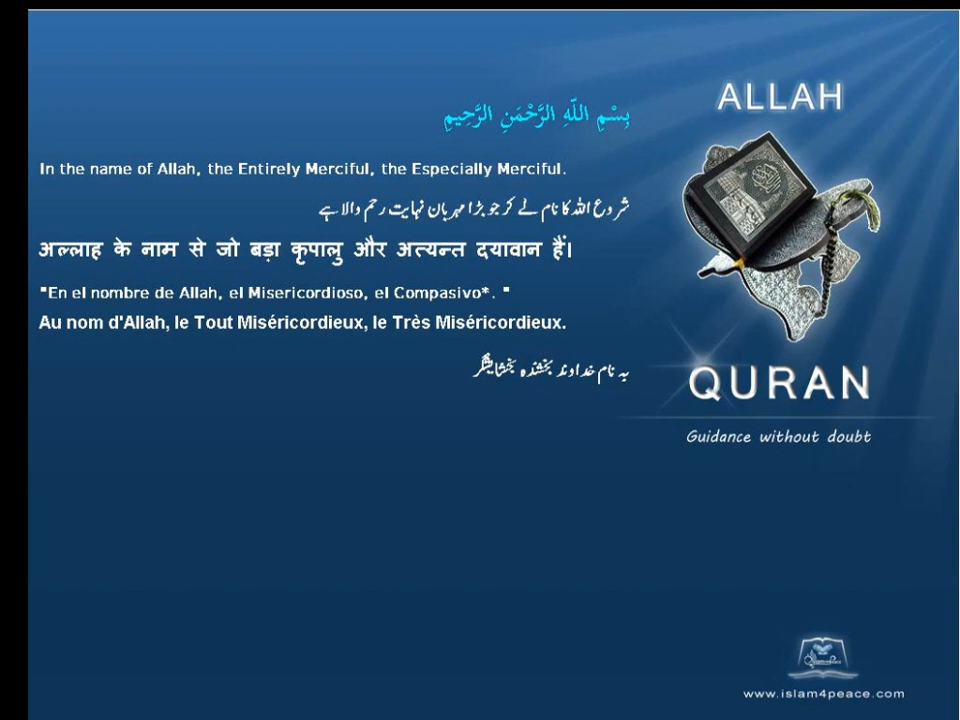 بِسْمِ اللّهِ الرَّحْمَنِ الرَّحِيمِ
In the name of Allah, the Entirely Merciful, the Especially Merciful.
شروع الله کا نام لے کر جو بڑا مہربان نہایت رحم والا ہے
अल्लाह के नाम से जो बड़ा कृपालु और अत्यन्त दयावान हैं।
"En el nombre de Allah, el Misericordioso, el Compasivo*. "
Au nom d'Allah, le Tout Miséricordieux, le Très Miséricordieux.
به نام خداوند بخشنده بخشایشگر
ALLAH
QURAN
Guidance without doubt
www.islam4peace.com